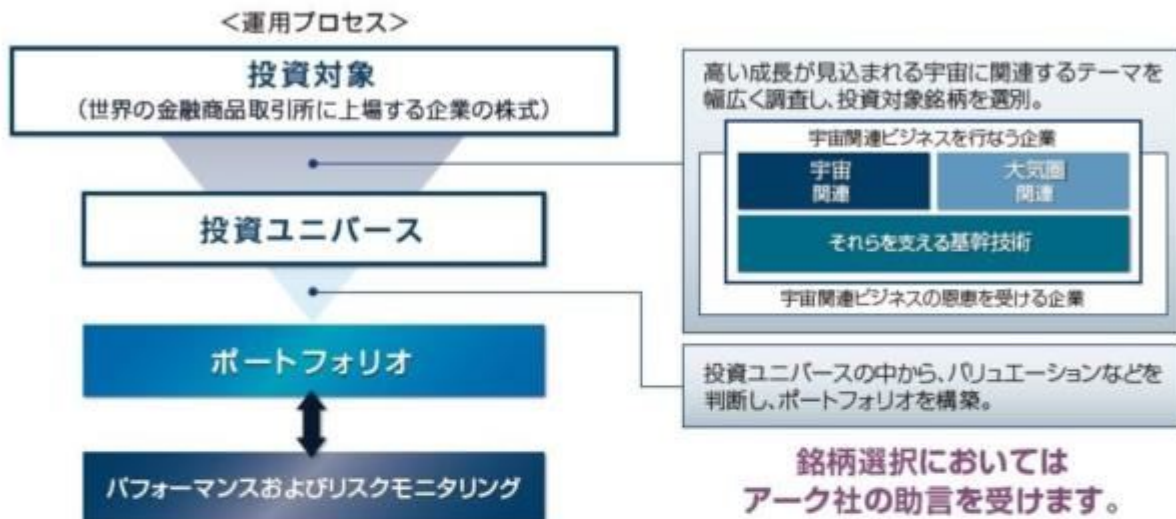 <運用プロセス>
投資対象
(世界の金融商品取引所に上場する企業の株式)
投資ユニバース
ポートフォリオ
パフォーマンスおよびリスクモニタリング
高い成長が見込まれる宇宙に関連するテーマを
幅広く調査し、投資対象銘柄を選別。
宇宙関連ビジネスを行なう企業
宇宙
関連
大気圏
関連
それらを支える基幹技術
宇宙関連ビジネスの恩恵を受ける企業
投資ユニバースの中から、バリュエーションなどを
判断し、ポートフォリオを構築。
銘柄選択においては
アーク社の助言を受けます。